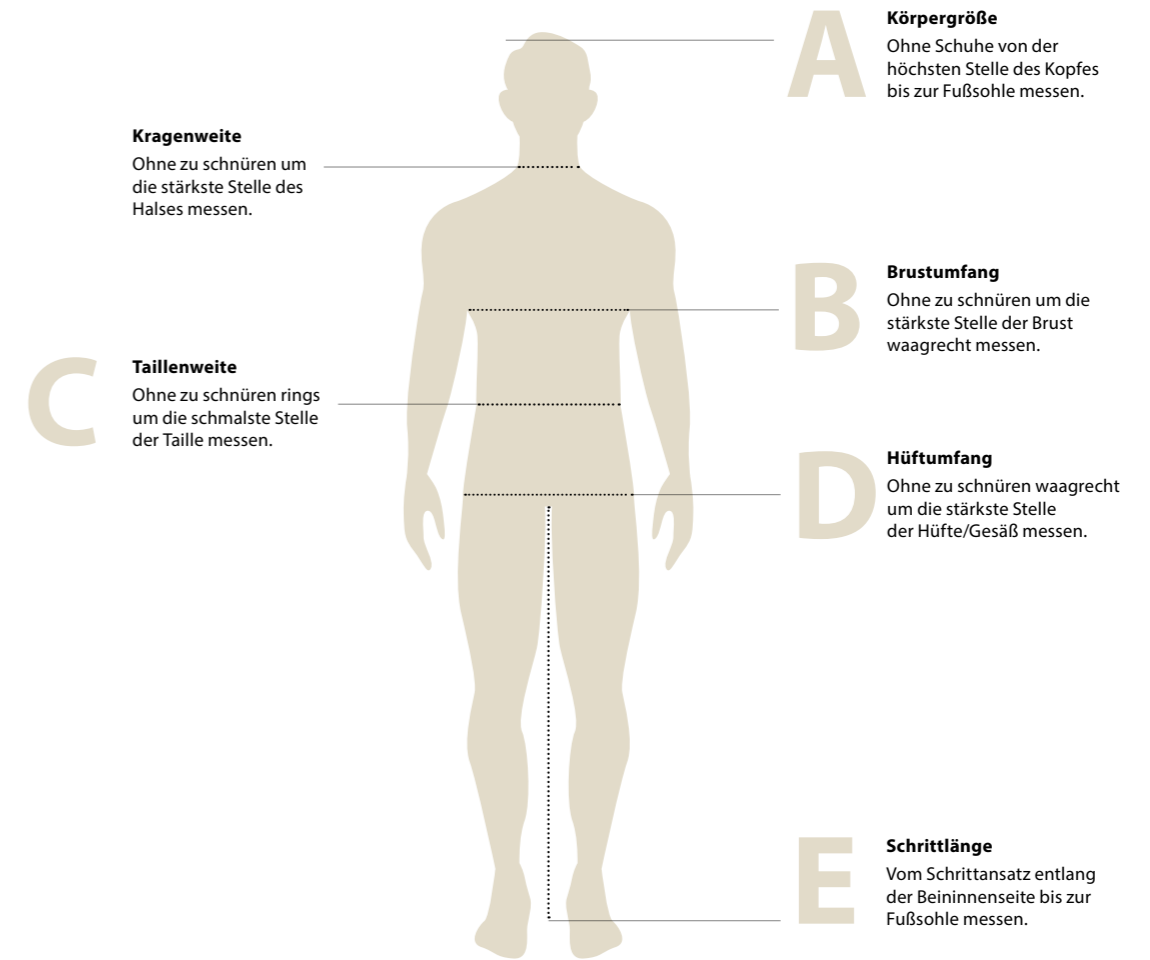 A
Körpergröße
Ohne Schuhe von der
höchsten Stelle des Kopfes
bis zur Fußsohle messen.
Kragenweite
Ohne zu schnüren um
die stärkste Stelle des
Halses messen.
B
Brustumfang
Ohne zu schnüren um die
stärkste Stelle der Brust
waagrecht messen.
C
Taillenweite
Ohne zu schnüren rings
um die schmalste Stelle
der Taille messen.
D
Hüftumfang
Ohne zu schnüren waagrecht
um die stärkste Stelle
der Hüfte/Gesäß messen.
E
Schrittlänge
Vom Schrittansatz entlang
der Beininnenseite bis zur
Fußsohle messen.